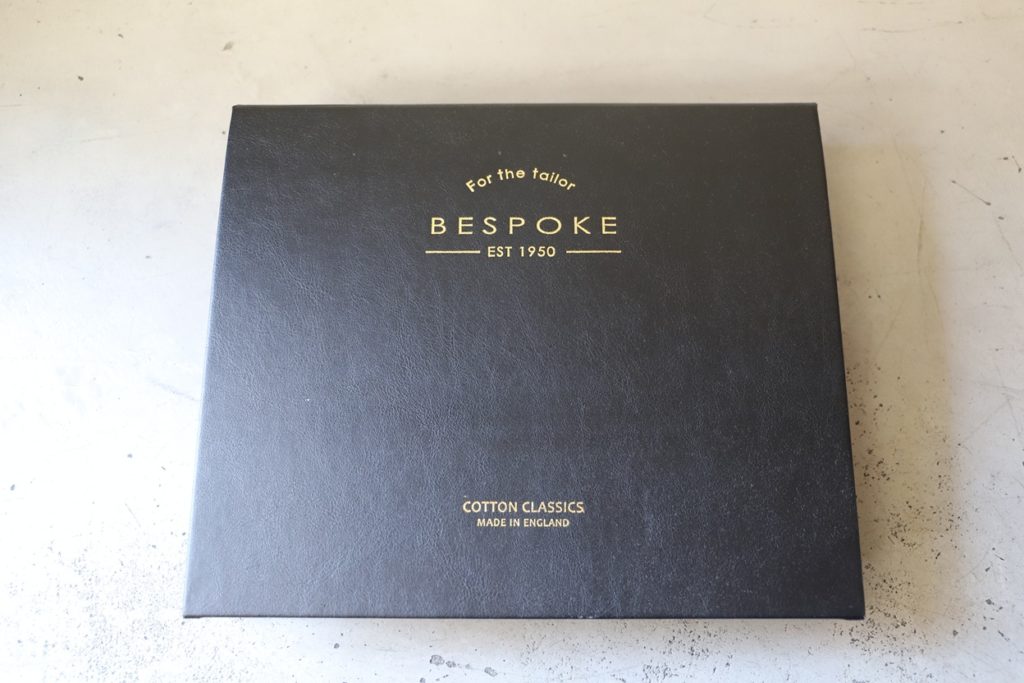 For the tailor
BESPOKE
EST 1950
COTTON CLASSICS
MADE IN ENGLAND